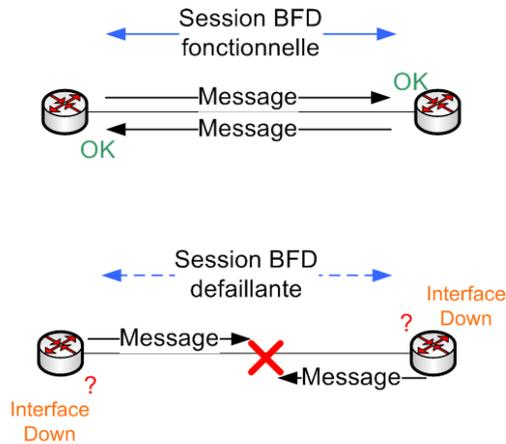 Session BFD
fonctionnelle
OK
Message
Message
OK
Session BFD
defaillante
Interface
Down
?
Message
Message
?
Interface
Down